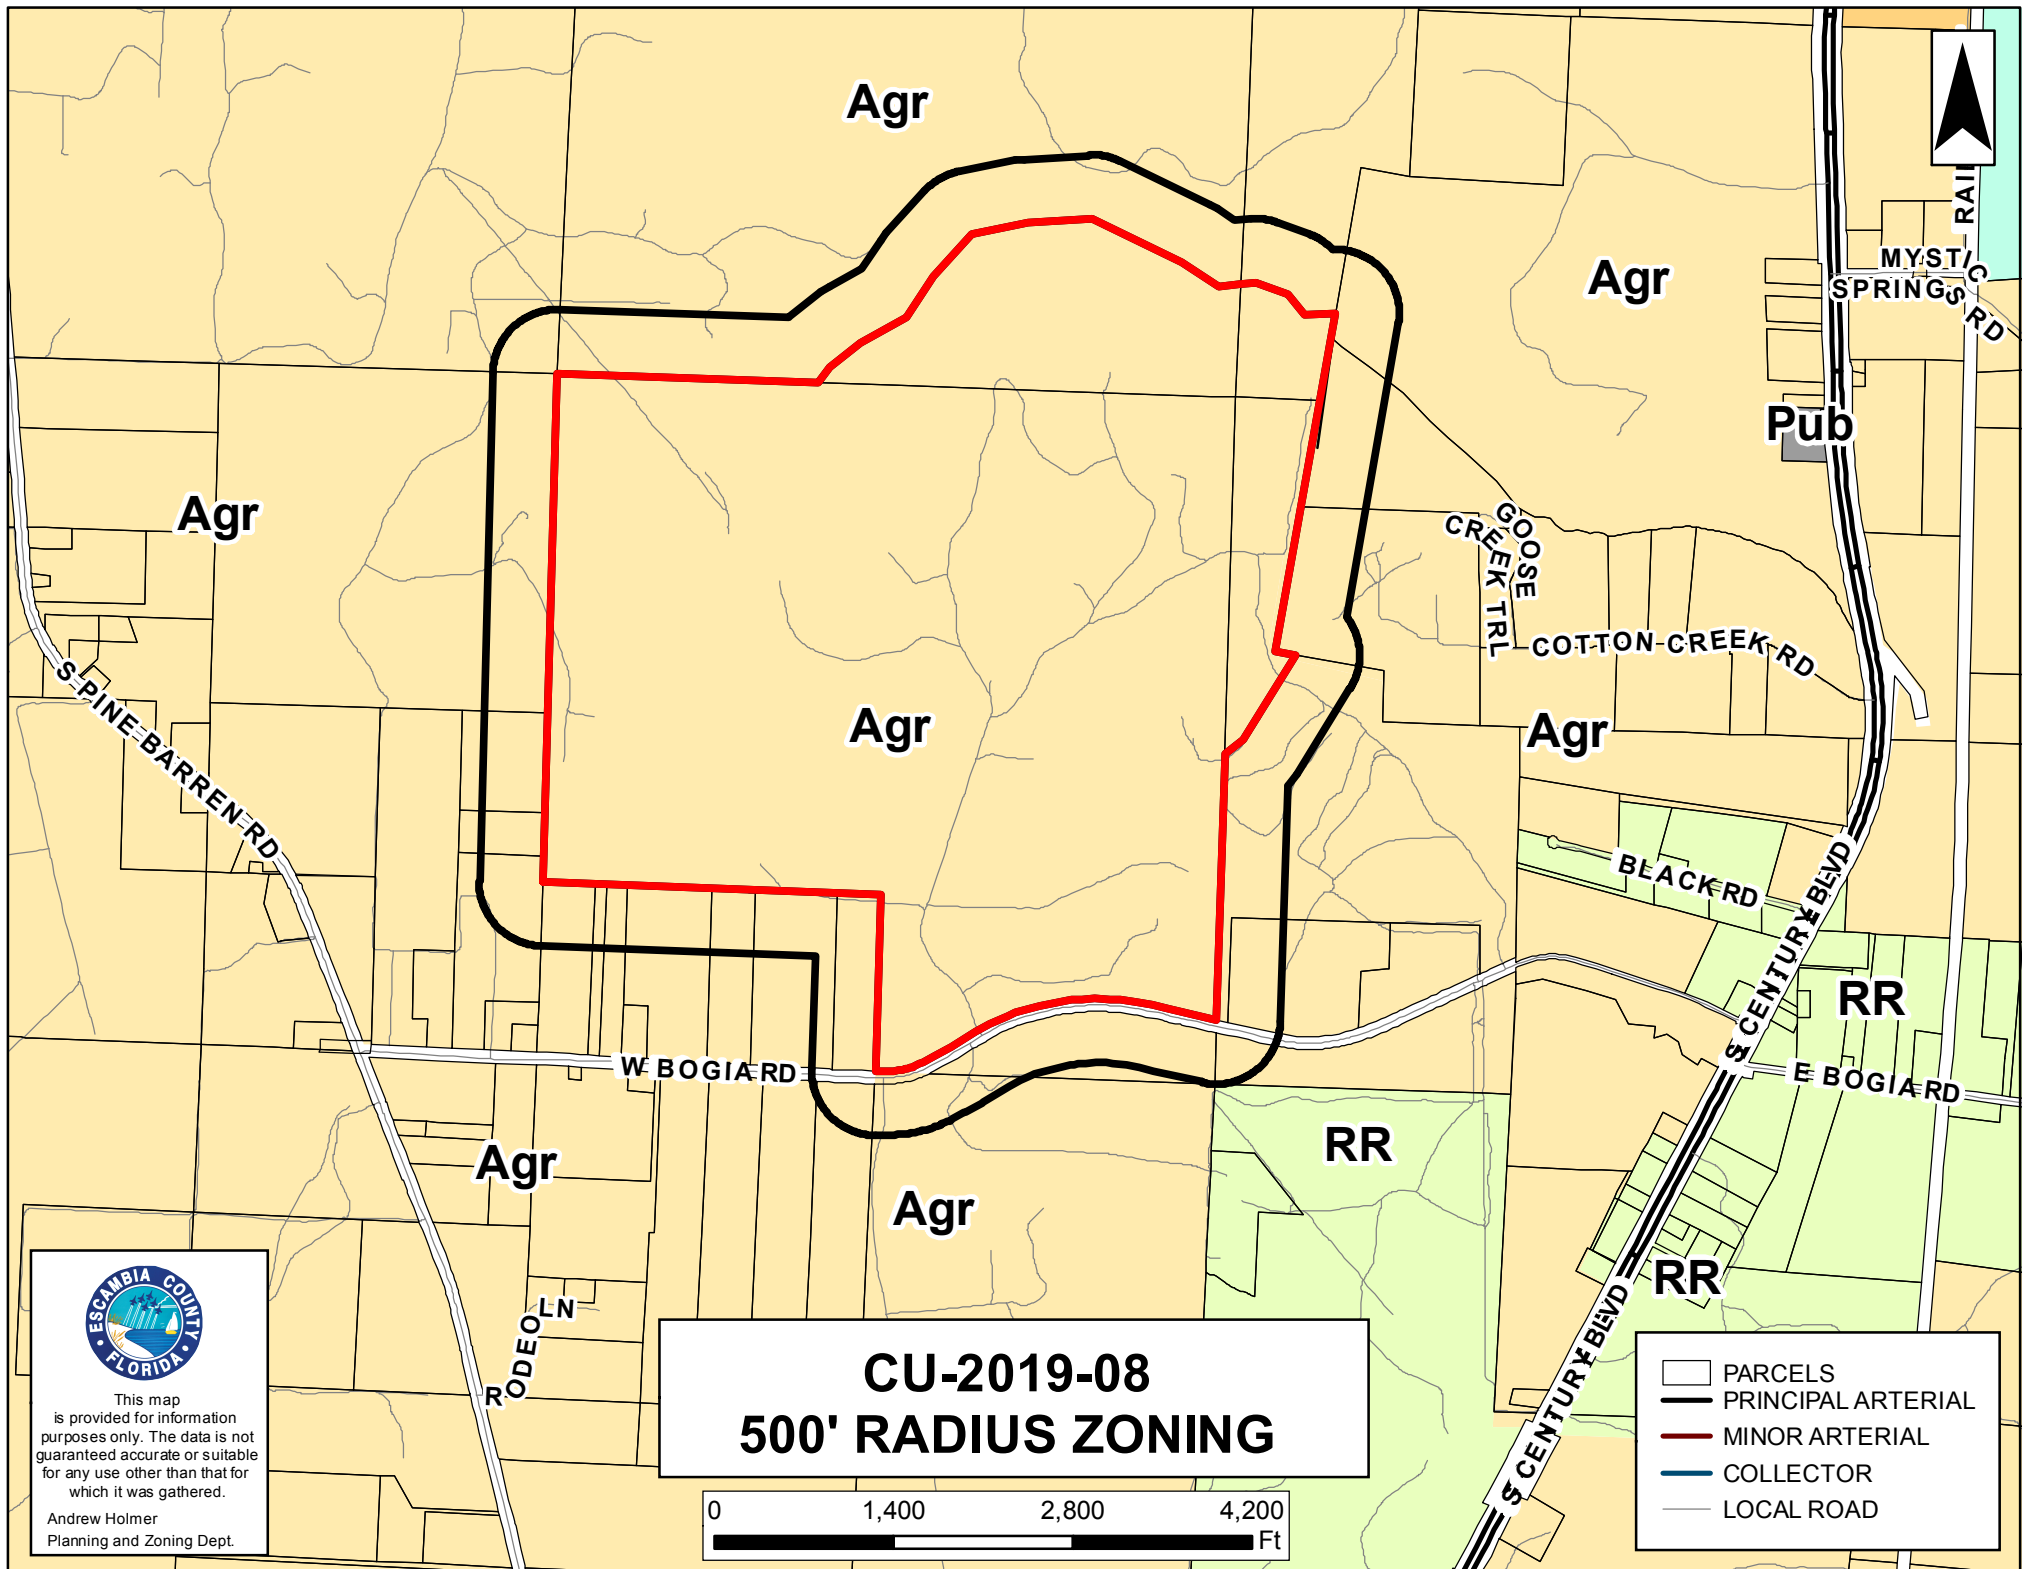 Agr
RAIL
Agr
MYSTIC
SPRINGS RD
Pub
Agr
GOOSE
CREEK TRL
COTTON CREEK RD
S PINE BARREN RD
Agr
Agr
BLACK RD
S CENTURY BLVD
RR
W BOGIA RD
E BOGIA RD
Agr
RR
Agr
RR
RODEO LN
S CENTURY BLVD
ESCAMBIA COUNTY
FLORIDA
This map
is provided for information
purposes only. The data is not
guaranteed accurate or suitable
for any use other than that for
which it was gathered.
Andrew Holmer
Planning and Zoning Dept.
CU-2019-08
500' RADIUS ZONING
0 1,400 2,800 4,200
Ft
PARCELS
PRINCIPAL ARTERIAL
MINOR ARTERIAL
COLLECTOR
LOCAL ROAD